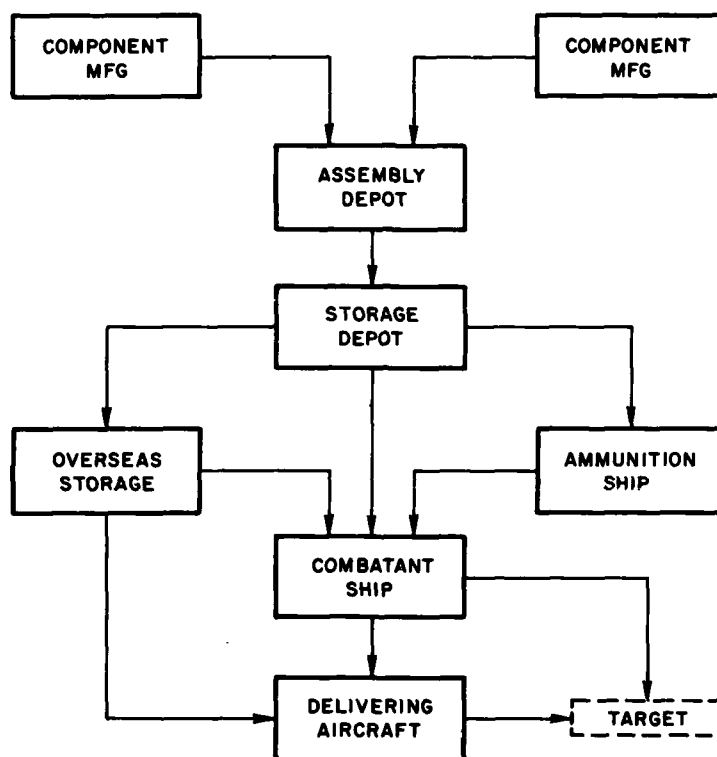 COMPONENT
MFG
COMPONENT
MFG
ASSEMBLY
DEPOT
STORAGE
DEPOT
OVERSEAS
STORAGE
AMMUNITION
SHIP
COMBATANT
SHIP
DELIVERING
AIRCRAFT
TARGET